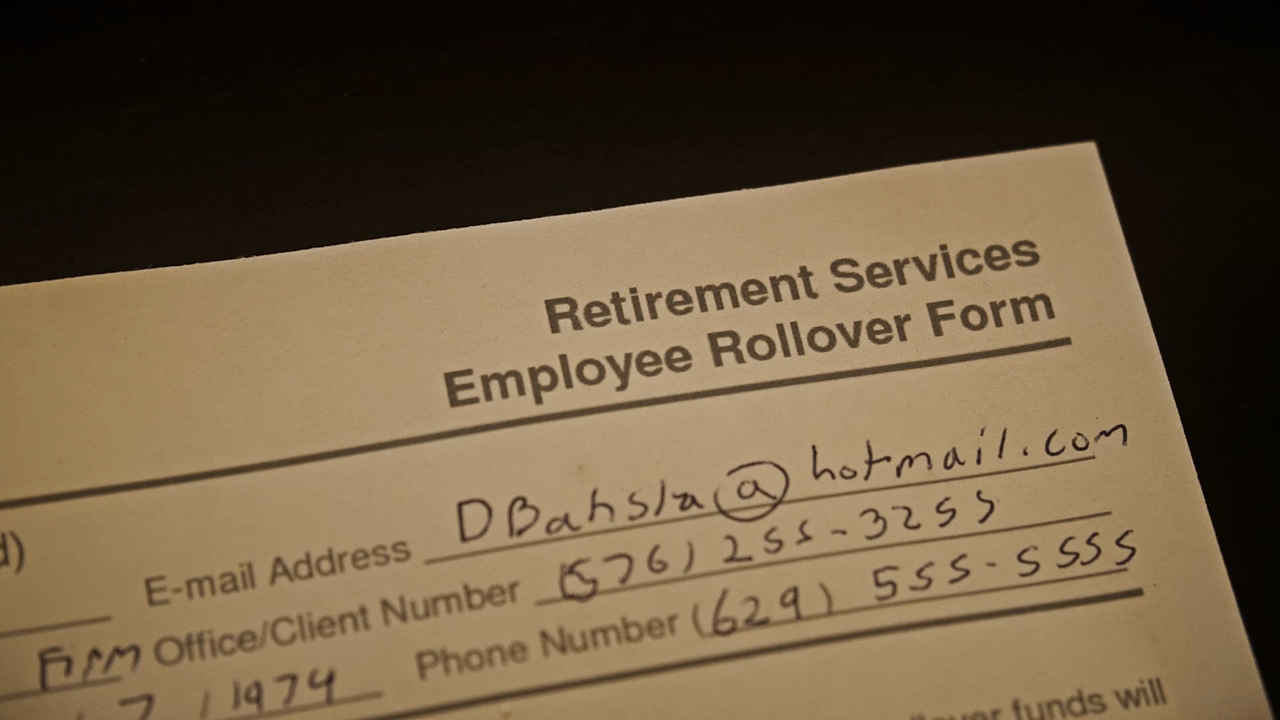 Retirement Services
Employee Rollover Form
d)
E-mail Address DBahsla@hotmail.com
Firm Office/Client Number (576) 255-3255
7 / 1974 Phone Number (629) 555-5555
funds will